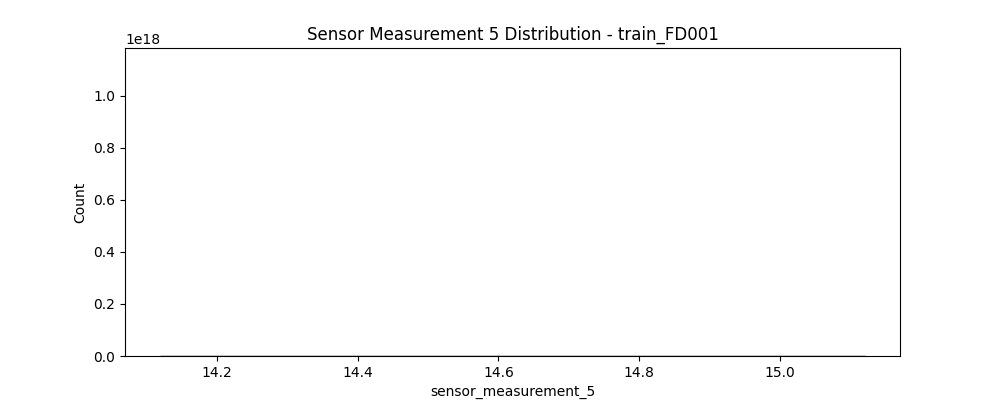 Sensor Measurement 5 Distribution - train_FD001
1e18
1.0
0.8
0.6
0.4
0.2
0.0
Count
14.2 14.4 14.6 14.8 15.0
sensor_measurement_5